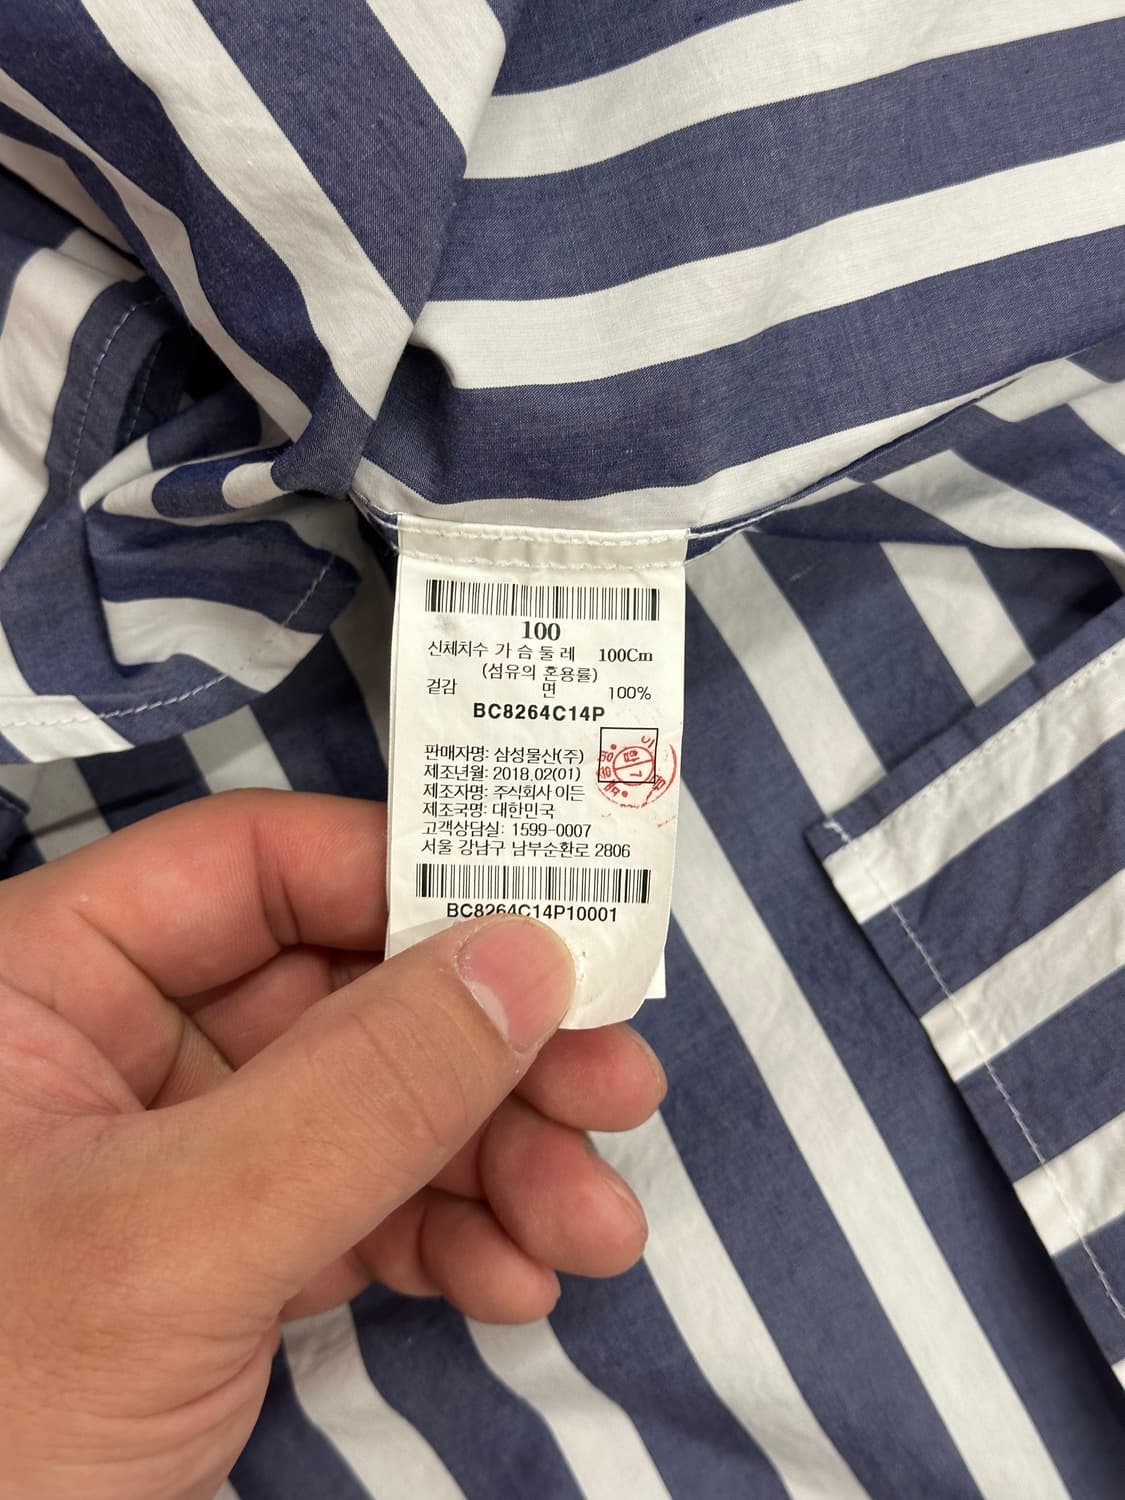 100
신체치수 가슴둘레 100Cm
(섬유의 혼용률)
겉감 면 100%
BC8264C14P
판매자명: 삼성물산(주)
제조년월: 2018.02(01)
제조자명: 주식회사 이든
제조국명: 대한민국
고객상담실: 1599-0007
서울 강남구 남부순환로 2806
BC8264C14P10001